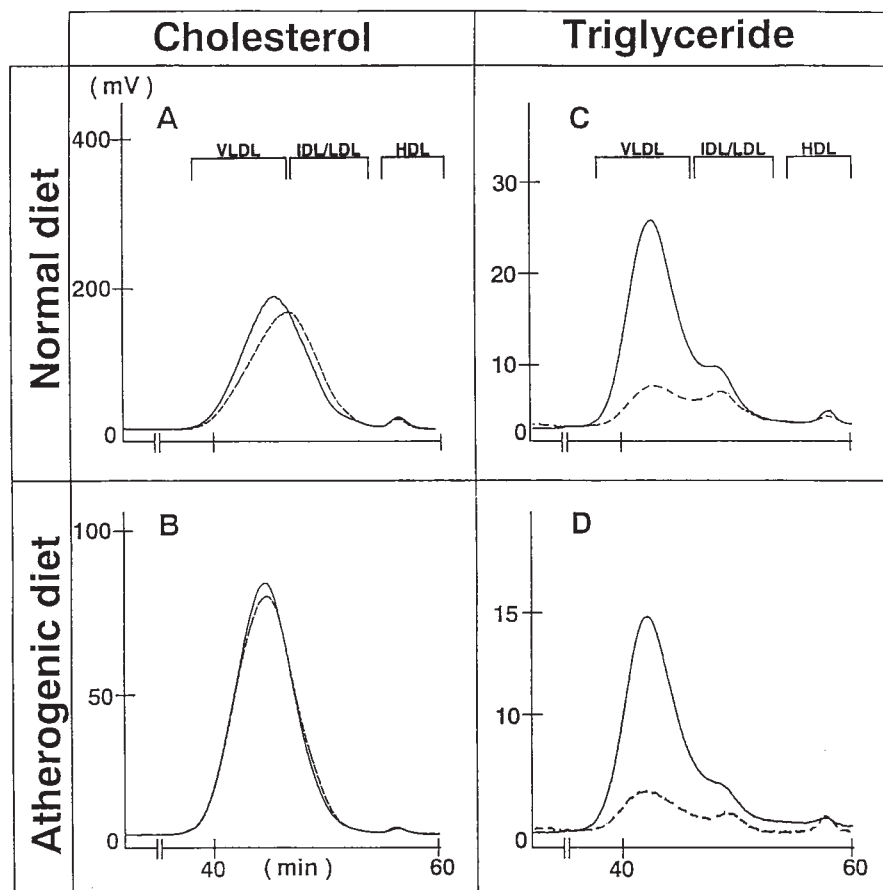 Cholesterol
Triglyceride
Normal diet
(mV)
A
VLDL IDL/LDL HDL
400
200
0
C
VLDL IDL/LDL HDL
30
20
10
0
Atherogenic diet
B
100
50
0
40 (min) 60
D
15
10
0
40 60